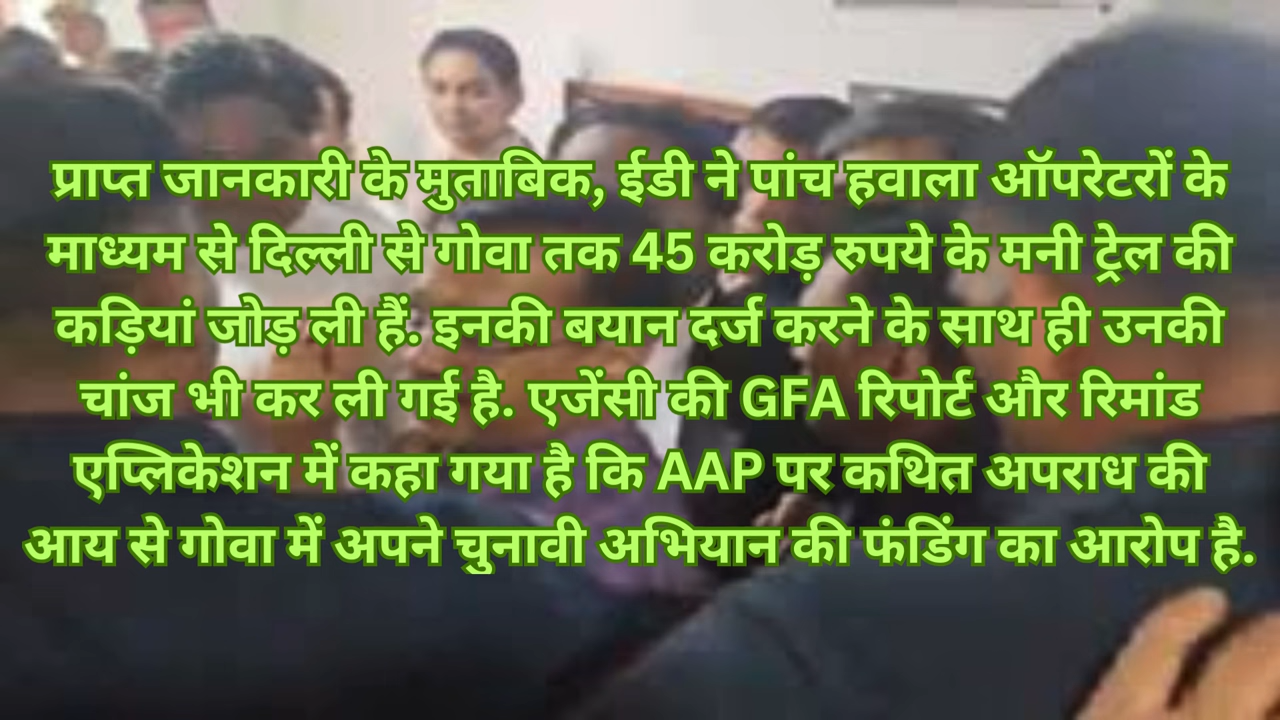 प्राप्त जानकारी के मुताबिक, ईडी ने पांच हवाला ऑपरेटरों के
माध्यम से दिल्ली से गोवा तक 45 करोड़ रुपये के मनी ट्रेल की
कड़ियां जोड़ ली हैं. इनकी बयान दर्ज करने के साथ ही उनकी
चांज भी कर ली गई है. एजेंसी की GFA रिपोर्ट और रिमांड
एप्लिकेशन में कहा गया है कि AAP पर कथित अपराध की
आय से गोवा में अपने चुनावी अभियान की फंडिंग का आरोप है.